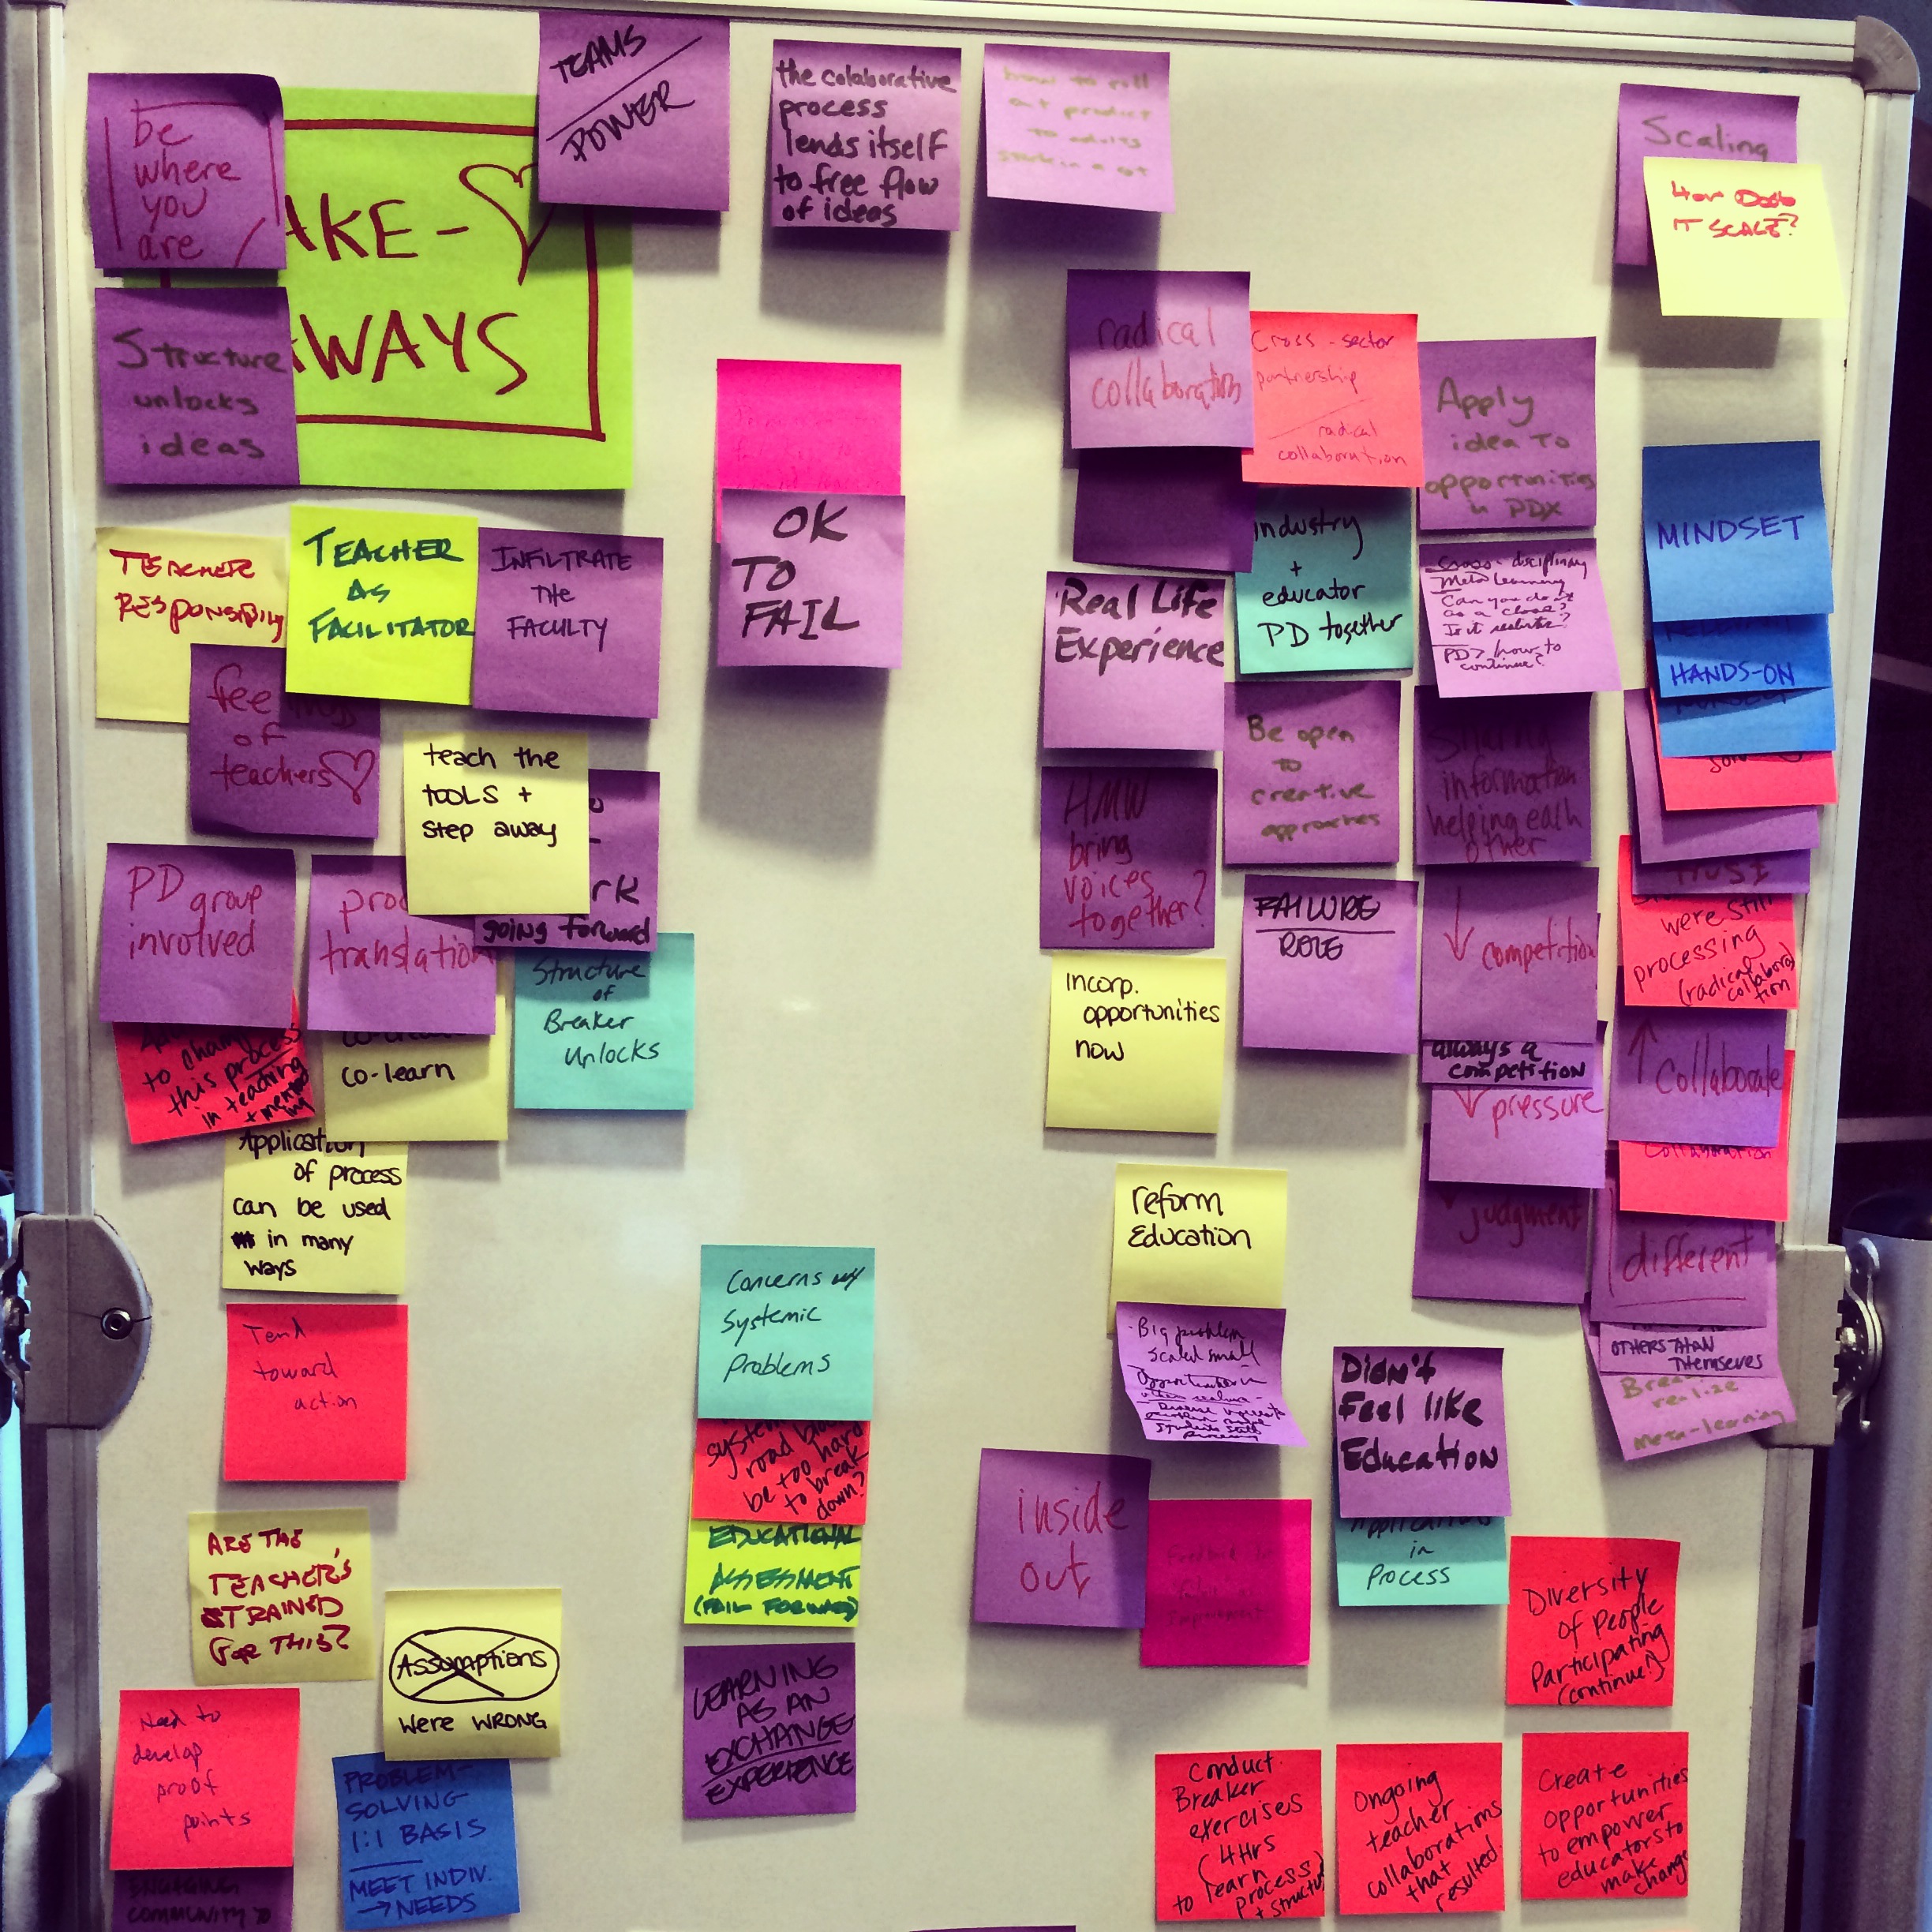 be
where
you
are
AKE-
WAYS
TEAMS
POWER
the colaborative
process
lends itself
to free flow
of ideas
how to roll
out product
to adults
Scaling
How Does
IT SCALE?
Structure
unlocks
ideas
radical
collaboration
Cross-sector
partnership
radical
collaboration
Apply
idea to
opportunities
in PDX
MINDSET
HANDS-ON
TEACHER
RESPONSIBILITY
TEACHER
AS
FACILITATOR
INFILTRATE
THE
FACULTY
OK
TO
FAIL
industry
+
educator
PD together
Cross-disciplinary
Meta Learning
Can you do it
as a class?
Is it realistic?
PD> how to
continue?
Real Life
Experience
of
teachers
teach the
TOOLS +
step away
going forward
Be open
to
creative
approaches
Sharing
information
helping each
other
HMW
bring
voices
together?
PD group
involved
translation
Structure
of
Breaker
Unlocks
FAILURE
ROLE
↓ competition
TRUST
were still
processing
(radical
collaboration
Incorp.
opportunities
now
always a
competition
↓ pressure
judgment
↑ Collaborate
Collaboration
different
OTHERS THAN
THEMSELVES
realize
meta-learning
to
this process
in teaching
co-learn
Application
of process
can be used
in many
ways
reform
Education
Tend
toward
action
Concerns w/
Systemic
Problems
road
be too hard
to break
down?
EDUCATIONAL
ASSESSMENT
(FAIL FORWARD)
LEARNING
AS AN
EXCHANGE
EXPERIENCE
-Big problem
scaled small
Didn't
Feel like
Education
in
Process
inside
out
Feedback
Diversity
of People
Participating
(continue!)
ARE THE
TEACHER'S
TRAINED
FOR THIS?
Assumptions
were WRONG
Need to
develop
proof
points
PROBLEM-
SOLVING
1:1 BASIS
MEET INDIV.
→NEEDS
ENGAGING
COMMUNITY
Conduct
Breaker
exercises
(4Hrs
to learn
process
+ structure
Ongoing
teacher
collaborations
that
resulted
Create
opportunities
to empower
educators to
make
change